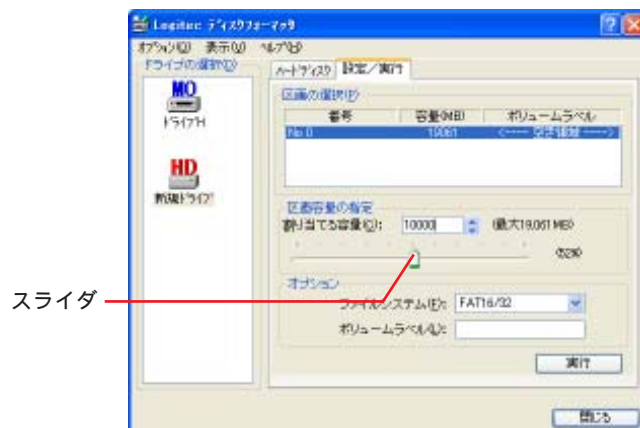 Logitec ディスクフォーマッタ
オプション(O) 表示(V) ヘルプ(H)
ドライブの選択(D)
MO
ドライブH
HD
新規ドライブ
ハードディスク 設定/実行
区画の選択(P)
番号 容量(MB) ボリュームラベル
No.0 19061 <---- 空き領域 ---->
区画容量の指定
割り当てる容量(C): 10000 (最大19,061MB)
(52%)
スライダ
オプション
ファイルシステム(F): FAT16/32
ボリュームラベル(L):
実行
閉じる